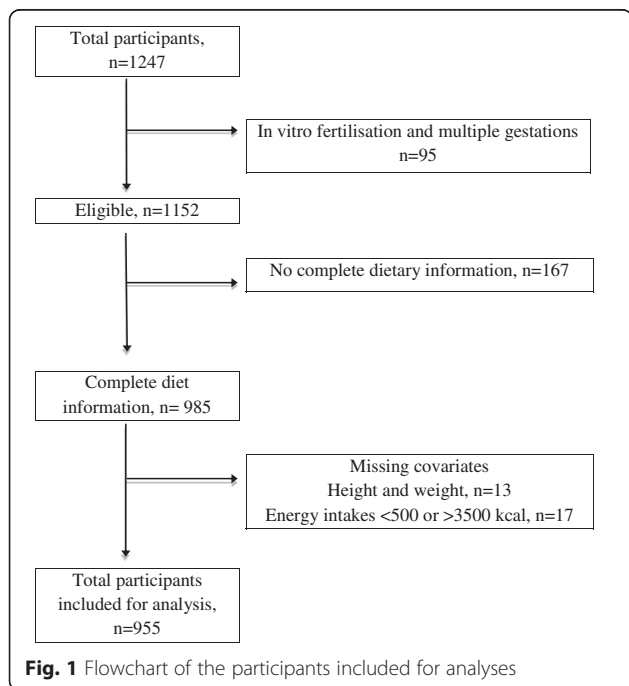 Total participants,
n=1247
In vitro fertilisation and multiple gestations
n=95
Eligible, n=1152
No complete dietary information, n=167
Complete diet
information, n= 985
Missing covariates
Height and weight, n=13
Energy intakes <500 or >3500 kcal, n=17
Total participants
included for analysis,
n=955
Fig. 1 Flowchart of the participants included for analyses